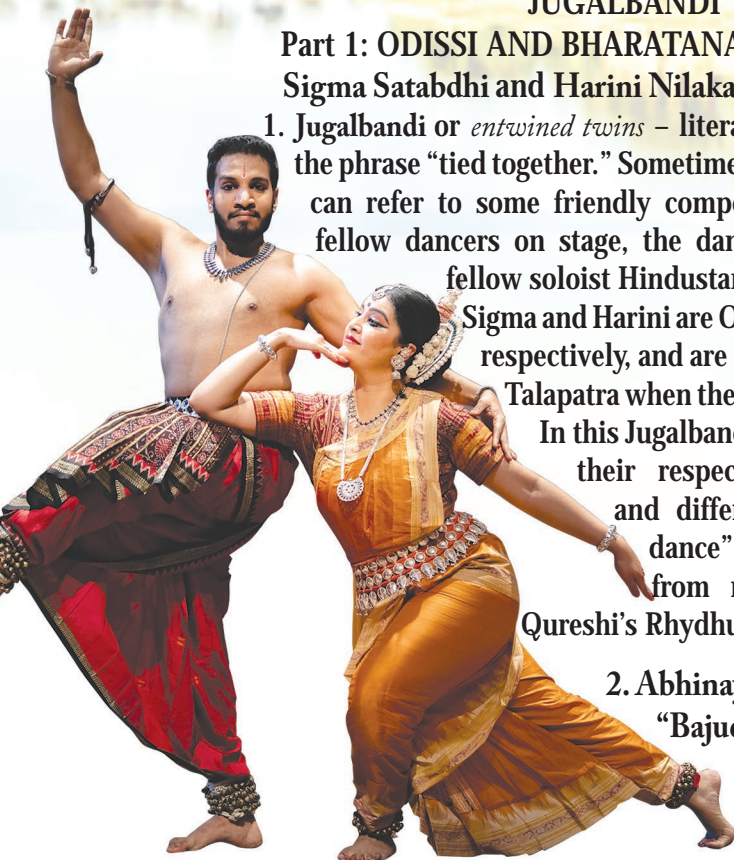 JUGALBANDI
Part 1: ODISSI AND BHARATANA
Sigma Satabdhi and Harini Nilaka
1. Jugalbandi or entwined twins – litera
the phrase “tied together.” Sometime
can refer to some friendly compe
fellow dancers on stage, the dan
fellow soloist Hindustan
Sigma and Harini are O
respectively, and are
Talapatra when the
In this Jugalband
their respec
and differ
dance”
from
Qureshi’s Rhydhu
2. Abhinay
“Bajud